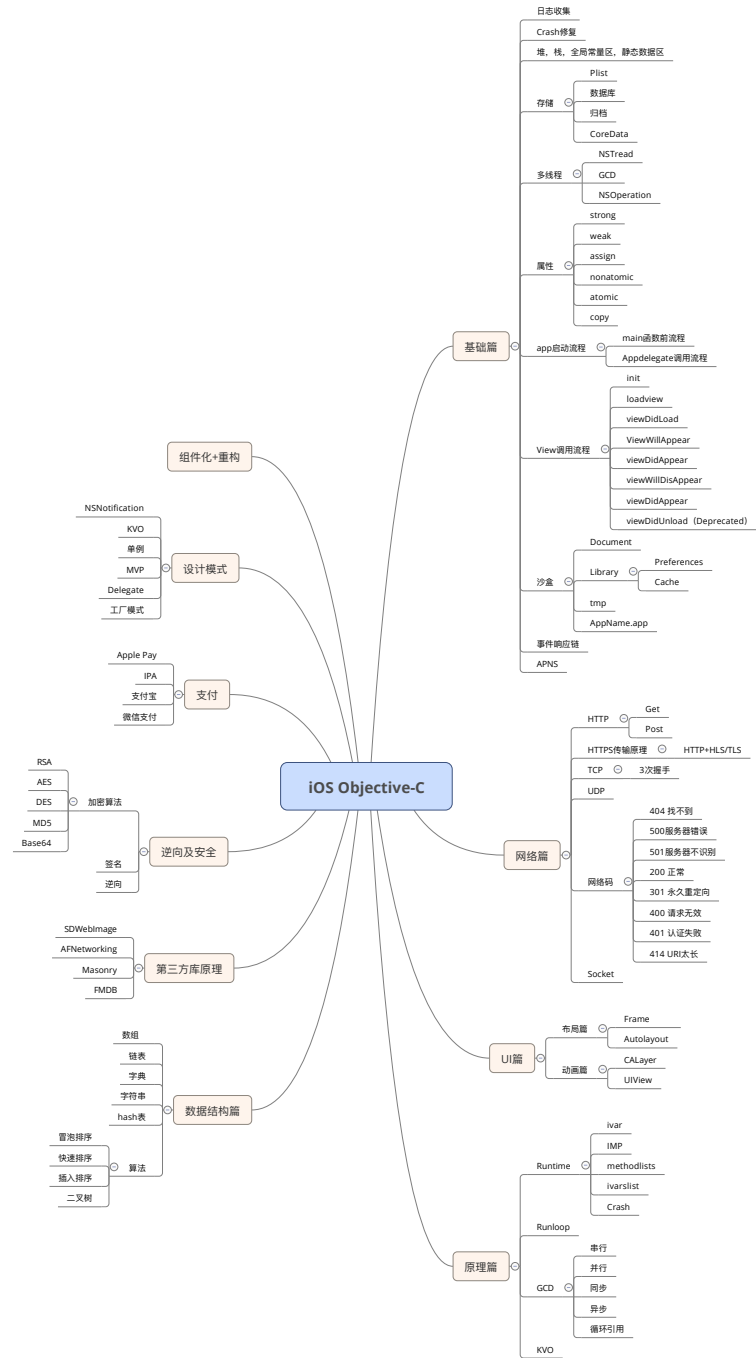 iOS Objective-C
基础篇
日志收集
Crash修复
堆，栈，全局常量区，静态数据区
存储
Plist
数据库
归档
CoreData
多线程
NSTread
GCD
NSOperation
属性
strong
weak
assign
nonatomic
atomic
copy
app启动流程
main函数前流程
Appdelegate调用流程
View调用流程
init
loadview
viewDidLoad
ViewWillAppear
viewDidAppear
viewWillDisAppear
viewDidAppear
viewDidUnload（Deprecated）
沙盒
Document
Library
Preferences
Cache
tmp
AppName.app
事件响应链
APNS
网络篇
HTTP
Get
Post
HTTPS传输原理
HTTP+HLS/TLS
TCP
3次握手
UDP
网络码
404 找不到
500服务器错误
501服务器不识别
200 正常
301 永久重定向
400 请求无效
401 认证失败
414 URI太长
Socket
UI篇
布局篇
Frame
Autolayout
动画篇
CALayer
UIView
原理篇
Runtime
ivar
IMP
methodlists
ivarslist
Crash
Runloop
GCD
串行
并行
同步
异步
循环引用
KVO
组件化+重构
设计模式
NSNotification
KVO
单例
MVP
Delegate
工厂模式
支付
Apple Pay
IPA
支付宝
微信支付
逆向及安全
加密算法
RSA
AES
DES
MD5
Base64
签名
逆向
第三方库原理
SDWebImage
AFNetworking
Masonry
FMDB
数据结构篇
数组
链表
字典
字符串
hash表
算法
冒泡排序
快速排序
插入排序
二叉树